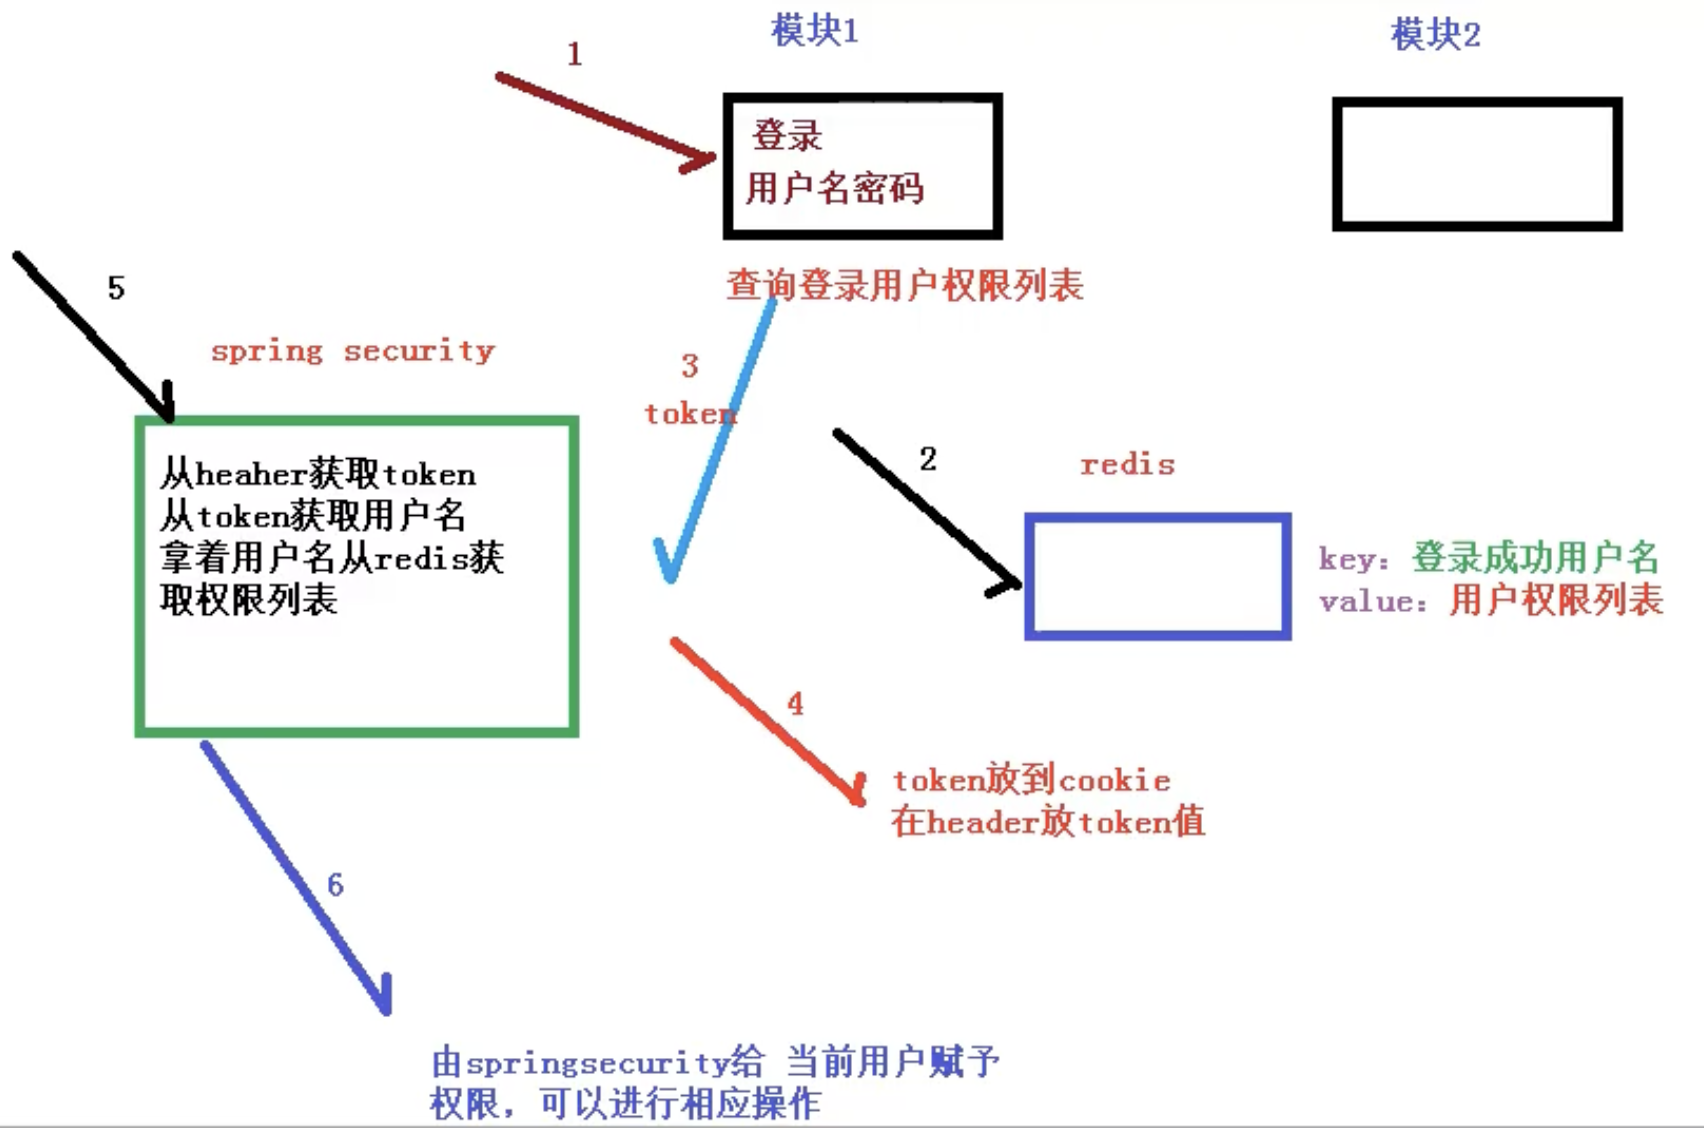 模块1
模块2
1
登录
用户名密码
查询登录用户权限列表
5
spring security
3
token
2
redis
从heaher获取token
从token获取用户名
拿着用户名从redis获
取权限列表
key：登录成功用户名
value：用户权限列表
4
token放到cookie
在header放token值
6
由springsecurity给 当前用户赋予
权限，可以进行相应操作